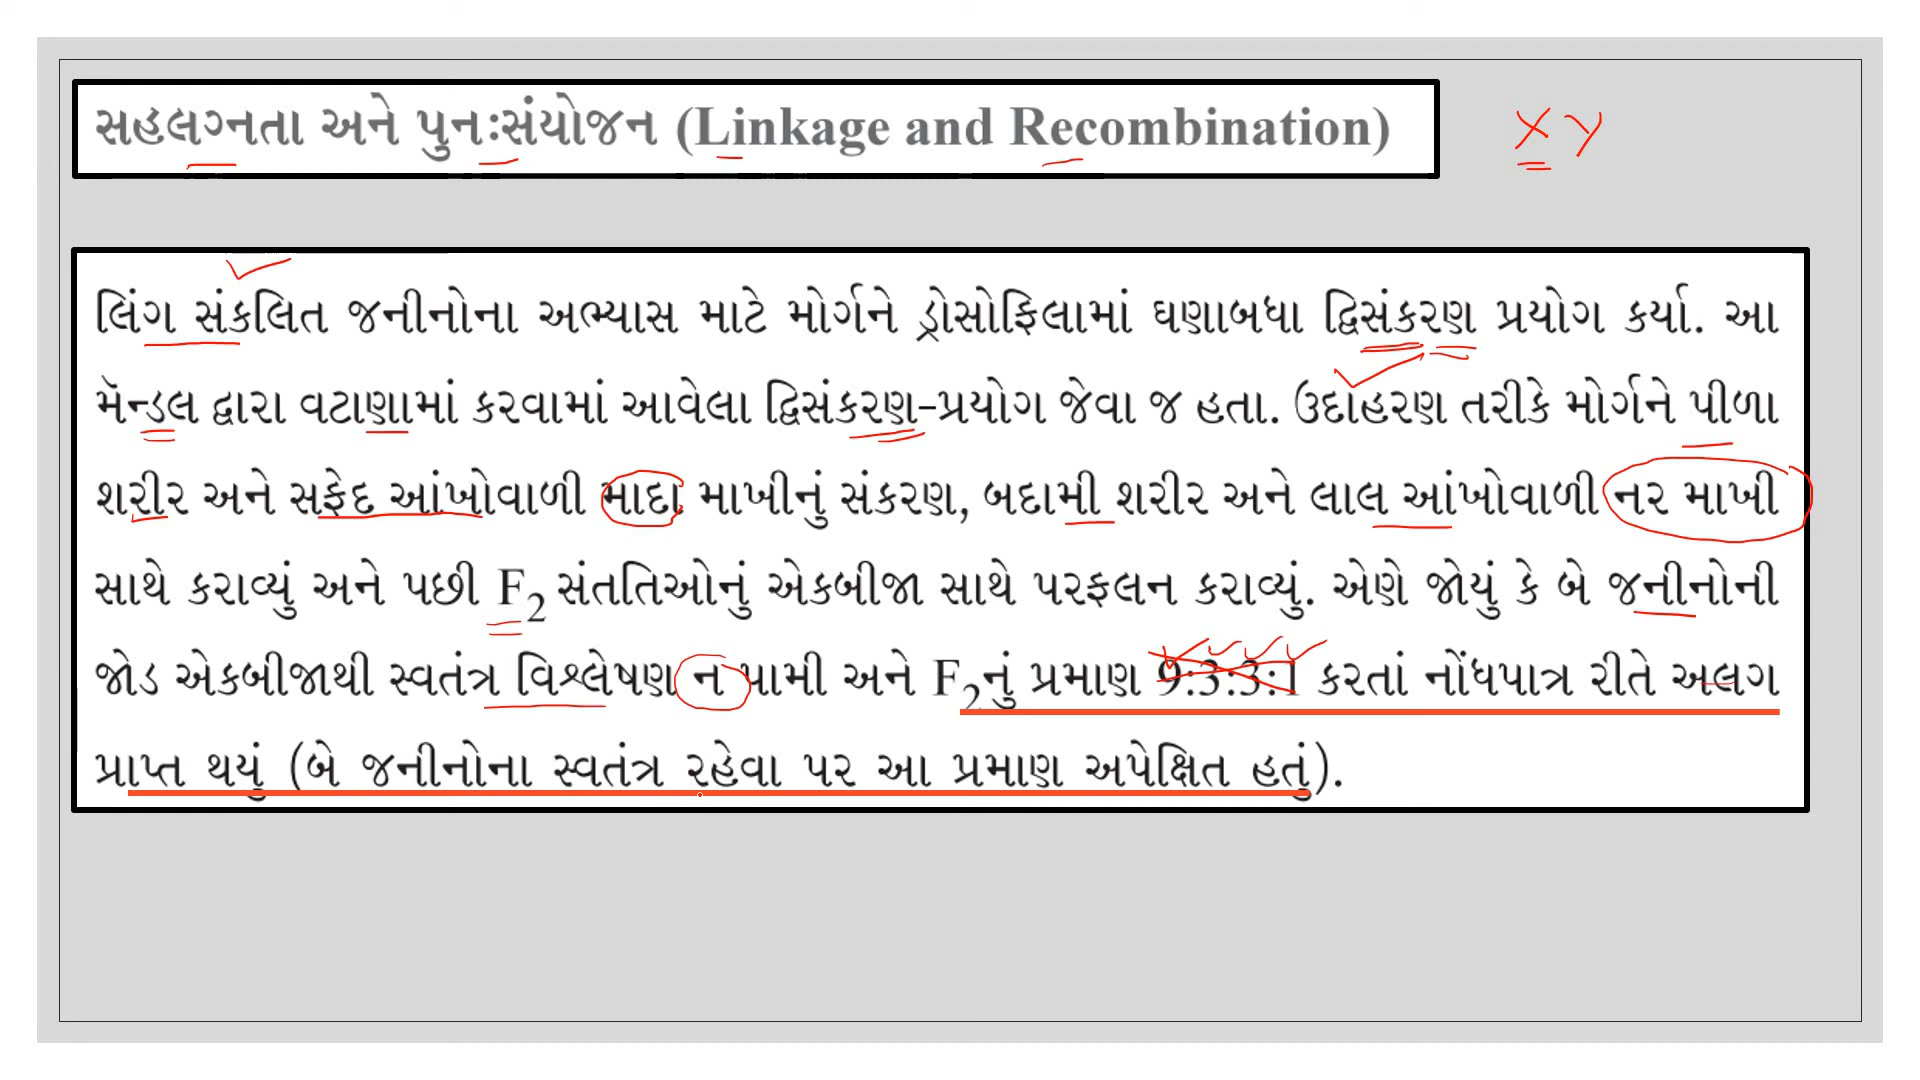 સહલગ્નતા અને પુનઃસંયોજન (Linkage and Recombination)
X Y
લિંગ સંકલિત જનીનોના અભ્યાસ માટે મોર્ગને ડ્રોસોફિલામાં ઘણાબધા દ્વિસંકરણ પ્રયોગ કર્યા. આ
મૅન્ડલ દ્વારા વટાણામાં કરવામાં આવેલા દ્વિસંકરણ-પ્રયોગ જેવા જ હતા. ઉદાહરણ તરીકે મોર્ગને પીળા
શરીર અને સફેદ આંખોવાળી માદા માખીનું સંકરણ, બદામી શરીર અને લાલ આંખોવાળી નર માખી
સાથે કરાવ્યું અને પછી F2 સંતતિઓનું એકબીજા સાથે પરફલન કરાવ્યું. એણે જોયું કે બે જનીનોની
જોડ એકબીજાથી સ્વતંત્ર વિશ્લેષણ ન પામી અને F2નું પ્રમાણ 9:3:3:1 કરતાં નોંધપાત્ર રીતે અલગ
પ્રાપ્ત થયું (બે જનીનોના સ્વતંત્ર રહેવા પર આ પ્રમાણ અપેક્ષિત હતું).